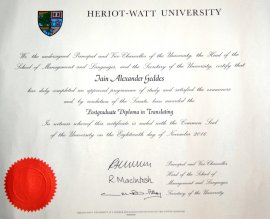 HERIOT-WATT UNIVERSITY
We the undersigned Principal and Vice-Chancellor of the University, the Head of the
School of Management and Languages, and the Secretary of the University certify that
Iain Alexander Geddes
has duly completed an approved programme of study and satisfied the examiners
and by resolution of the Senate, has been awarded the
Postgraduate Diploma in Translating
In witness whereof this certificate is sealed with the Common Seal
of the University on the Eighteenth day of November 2010
Principal and Vice-Chancellor
R. MacIntosh
Head of the School of
Management and Languages
Secretary of the University